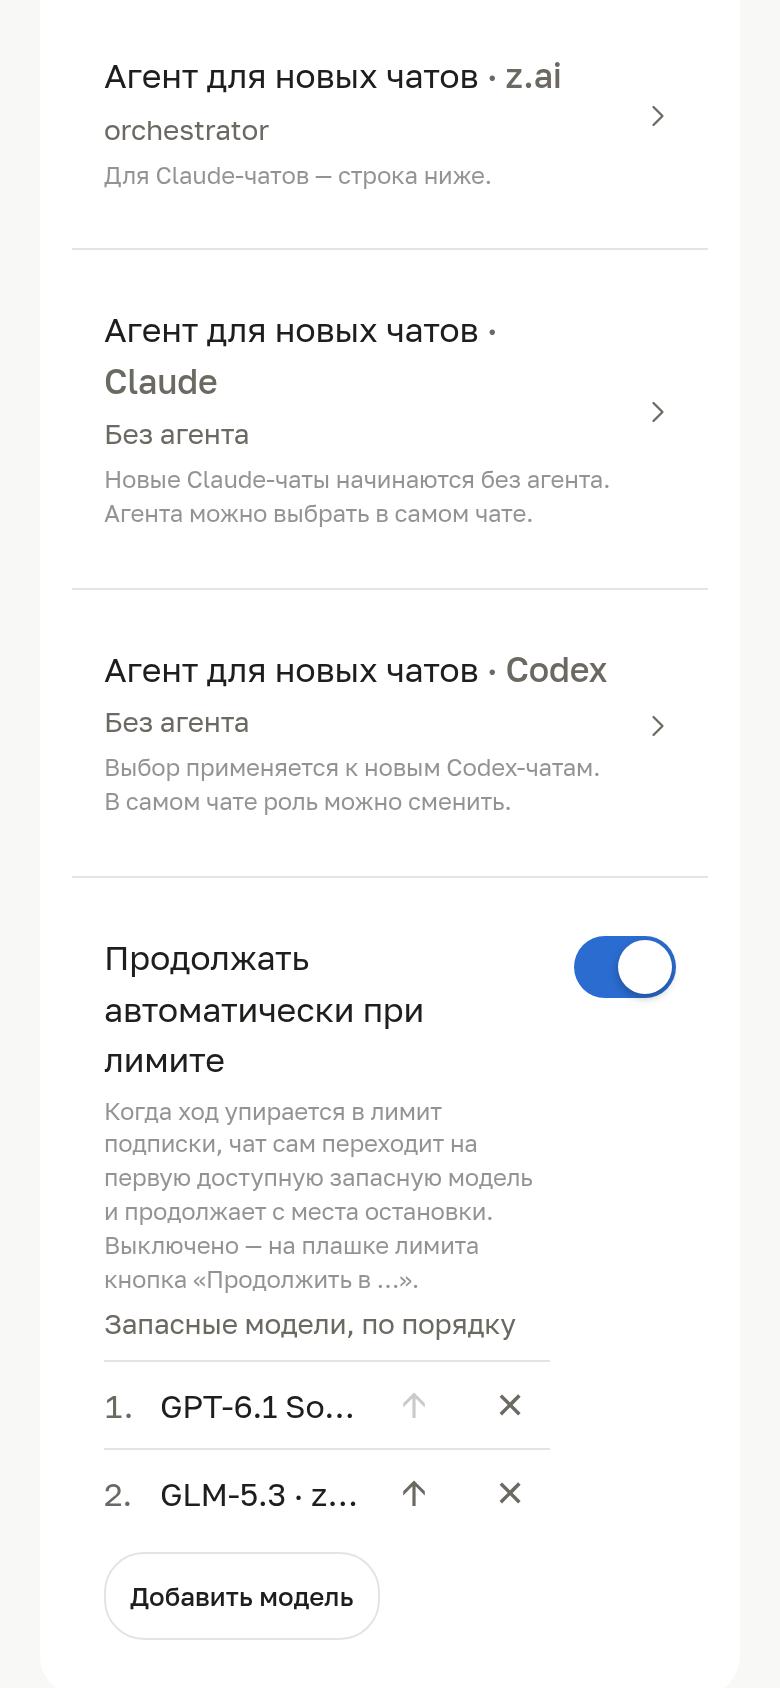 Агент для новых чатов · z.ai
orchestrator
Для Claude-чатов — строка ниже.
Агент для новых чатов ·
Claude
Без агента
Новые Claude-чаты начинаются без агента.
Агента можно выбрать в самом чате.
Агент для новых чатов · Codex
Без агента
Выбор применяется к новым Codex-чатам.
В самом чате роль можно сменить.
Продолжать
автоматически при
лимите
Когда ход упирается в лимит
подписки, чат сам переходит на
первую доступную запасную модель
и продолжает с места остановки.
Выключено — на плашке лимита
кнопка «Продолжить в …».
Запасные модели, по порядку
1. GPT-6.1 So...
2. GLM-5.3 · z...
Добавить модель